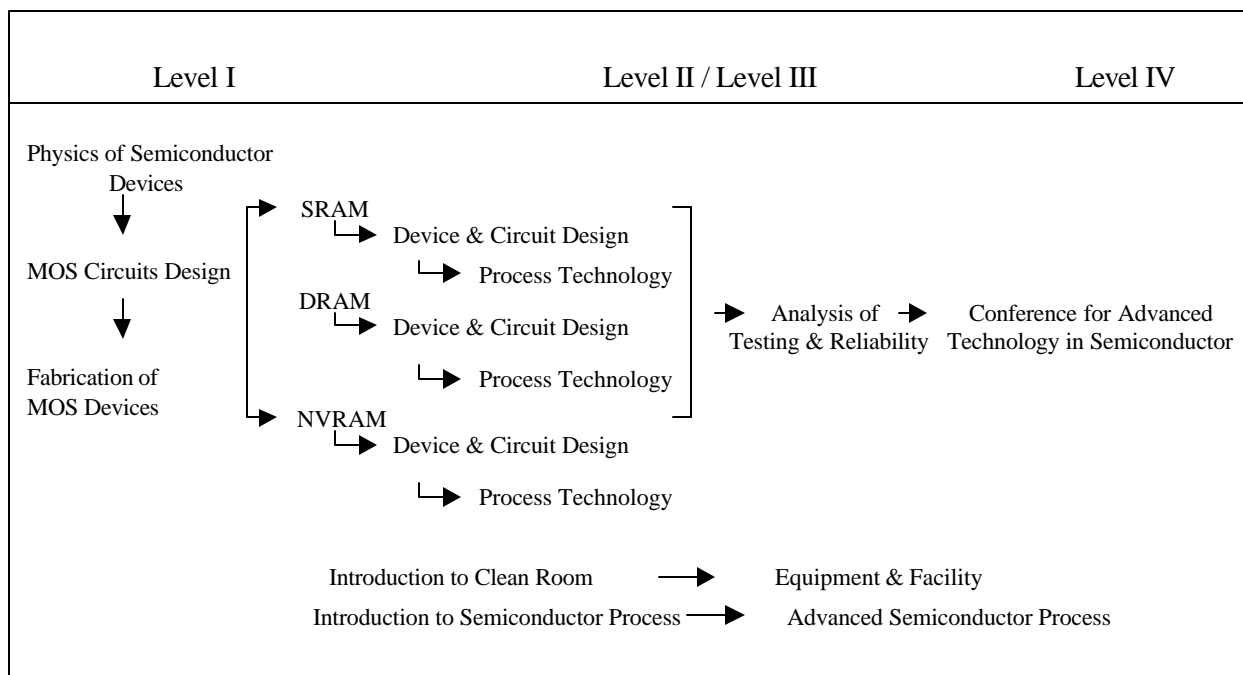 Level I
Level II / Level III
Level IV
Physics of Semiconductor
Devices
MOS Circuits Design
Fabrication of
MOS Devices
SRAM
Device & Circuit Design
Process Technology
DRAM
Device & Circuit Design
Process Technology
NVRAM
Device & Circuit Design
Process Technology
Analysis of
Testing & Reliability
Conference for Advanced
Technology in Semiconductor
Introduction to Clean Room
Equipment & Facility
Introduction to Semiconductor Process
Advanced Semiconductor Process